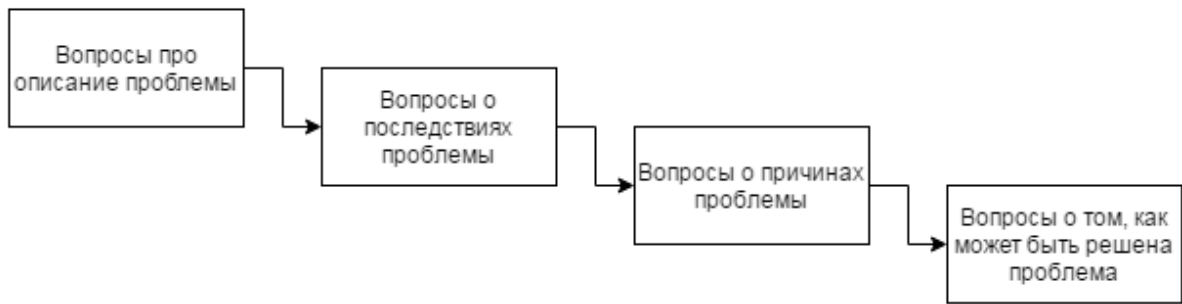 Вопросы про
описание проблемы
Вопросы о
последствиях
проблемы
Вопросы о причинах
проблемы
Вопросы о том, как
может быть решена
проблема